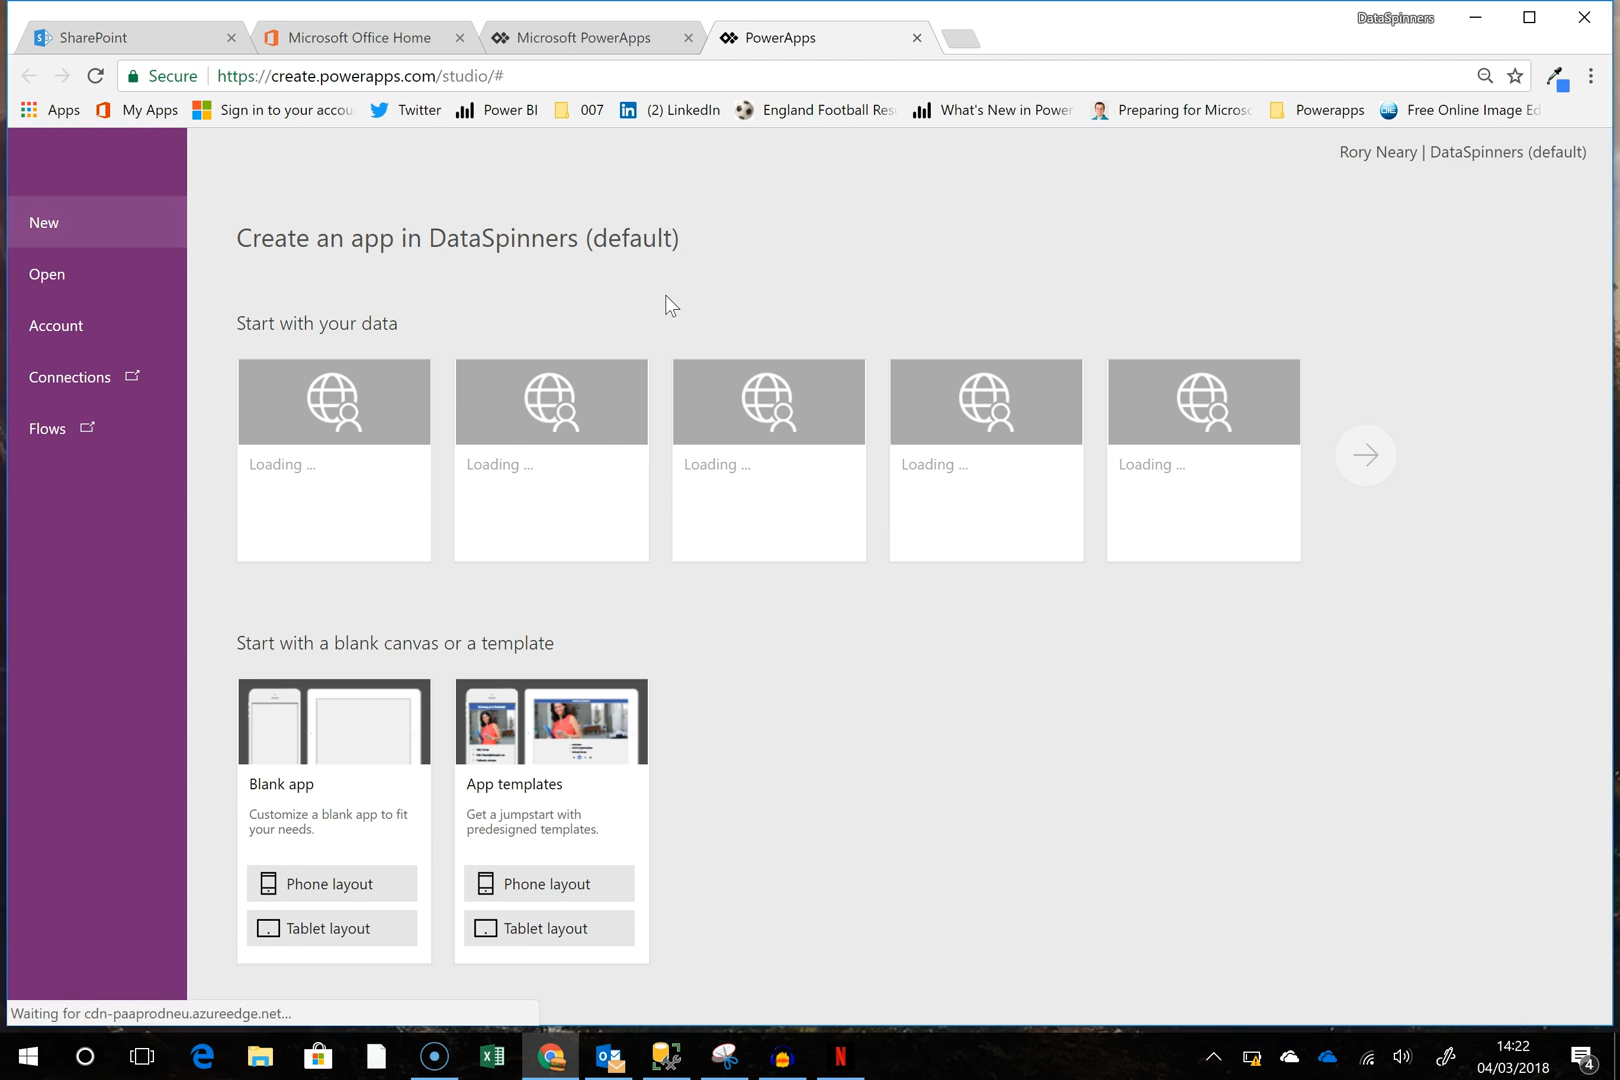 DataSpinners
SharePoint
Microsoft Office Home
Microsoft PowerApps
PowerApps
Secure
https://create.powerapps.com/studio/#
Apps
My Apps
Sign in to your accou
Twitter
Power BI
007
(2) LinkedIn
England Football Res
What's New in Power
Preparing for Microso
Powerapps
Free Online Image Ed
Rory Neary | DataSpinners (default)
New
Open
Account
Connections
Flows
Create an app in DataSpinners (default)
Start with your data
Loading ...
Loading ...
Loading ...
Loading ...
Loading ...
Start with a blank canvas or a template
Blank app
Customize a blank app to fit
your needs.
Phone layout
Tablet layout
App templates
Get a jumpstart with
predesigned templates.
Phone layout
Tablet layout
Waiting for cdn-paaprodneu.azureedge.net...
14:22
04/03/2018
4